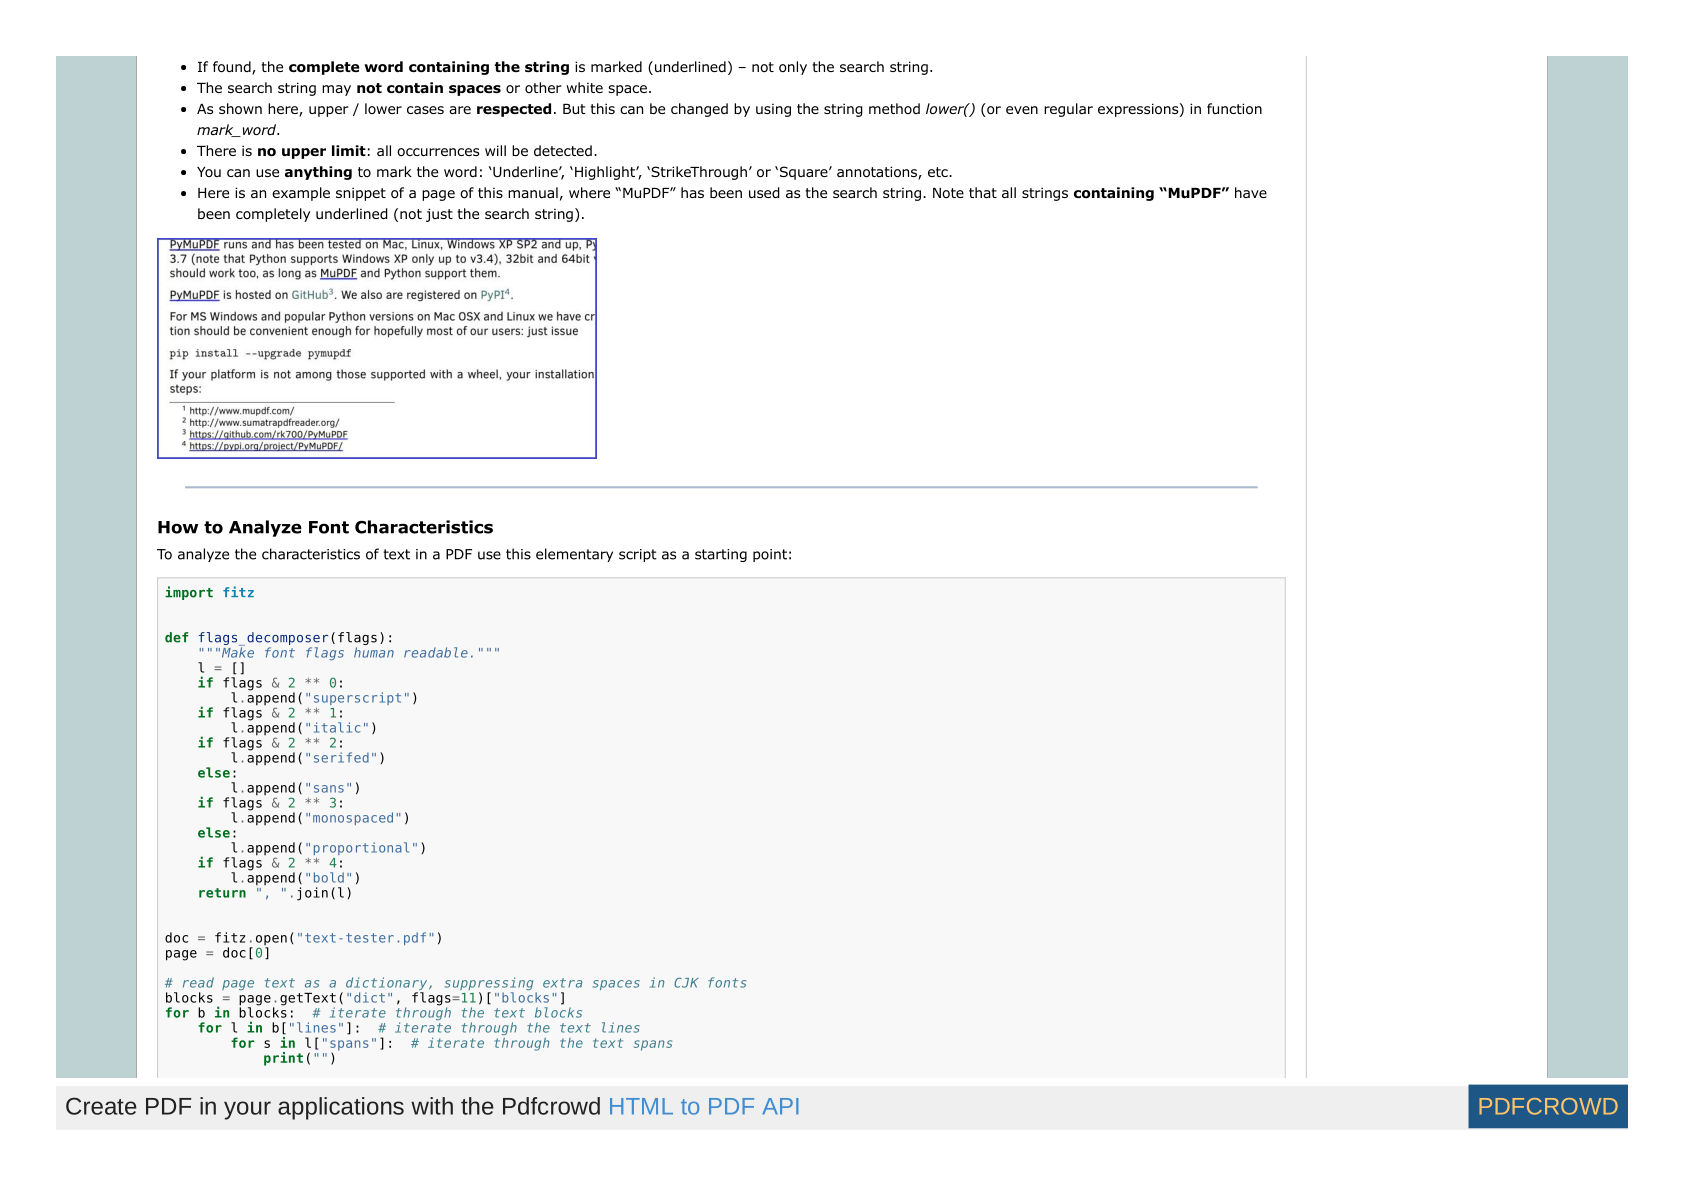 If found, the complete word containing the string is marked (underlined) – not only the search string.
The search string may not contain spaces or other white space.
As shown here, upper / lower cases are respected. But this can be changed by using the string method lower() (or even regular expressions) in function
mark_word.
There is no upper limit: all occurrences will be detected.
You can use anything to mark the word: ‘Underline’, ‘Highlight’, ‘StrikeThrough’ or ‘Square’ annotations, etc.
Here is an example snippet of a page of this manual, where “MuPDF” has been used as the search string. Note that all strings containing “MuPDF” have
been completely underlined (not just the search string).
PyMuPDF runs and has been tested on Mac, Linux, Windows XP SP2 and up, Py
3.7 (note that Python supports Windows XP only up to v3.4), 32bit and 64bit
should work too, as long as MuPDF and Python support them.
PyMuPDF is hosted on GitHub3. We also are registered on PyPI4.
For MS Windows and popular Python versions on Mac OSX and Linux we have cr
tion should be convenient enough for hopefully most of our users: just issue
pip install --upgrade pymupdf
If your platform is not among those supported with a wheel, your installation
steps:
1 http://www.mupdf.com/
2 http://www.sumatrapdfreader.org/
3 https://github.com/rk700/PyMuPDF
4 https://pypi.org/project/PyMuPDF/
How to Analyze Font Characteristics
To analyze the characteristics of text in a PDF use this elementary script as a starting point:
import fitz
def flags_decomposer(flags):
    """Make font flags human readable."""
    l = []
    if flags & 2 ** 0:
        l.append("superscript")
    if flags & 2 ** 1:
        l.append("italic")
    if flags & 2 ** 2:
        l.append("serifed")
    else:
        l.append("sans")
    if flags & 2 ** 3:
        l.append("monospaced")
    else:
        l.append("proportional")
    if flags & 2 ** 4:
        l.append("bold")
    return ", ".join(l)
doc = fitz.open("text-tester.pdf")
page = doc[0]
# read page text as a dictionary, suppressing extra spaces in CJK fonts
blocks = page.getText("dict", flags=11)["blocks"]
for b in blocks:  # iterate through the text blocks
    for l in b["lines"]:  # iterate through the text lines
        for s in l["spans"]:  # iterate through the text spans
            print("")
Create PDF in your applications with the Pdfcrowd HTML to PDF API
PDFCROWD